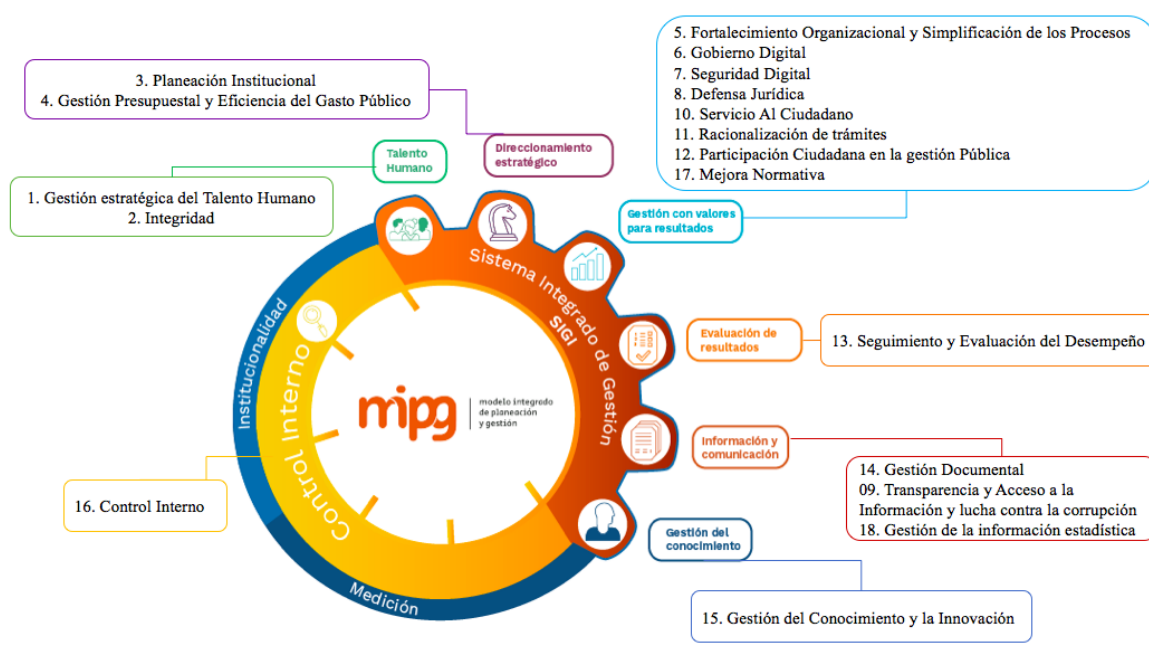 5. Fortalecimiento Organizacional y Simplificación de los Procesos
6. Gobierno Digital
7. Seguridad Digital
8. Defensa Jurídica
10. Servicio Al Ciudadano
11. Racionalización de trámites
12. Participación Ciudadana en la gestión Pública
17. Mejora Normativa
3. Planeación Institucional
4. Gestión Presupuestal y Eficiencia del Gasto Público
Talento
Humano
Direccionamiento
estratégico
1. Gestión estratégica del Talento Humano
2. Integridad
Gestión con valores
para resultados
Sistema Integrado de Gestión
SIGI
Institucionalidad
Control Interno
Evaluación de
resultados
13. Seguimiento y Evaluación del Desempeño
mipg
modelo integrado
de planeación
y gestión
Información y
comunicación
14. Gestión Documental
09. Transparencia y Acceso a la
Información y lucha contra la corrupción
18. Gestión de la información estadística
16. Control Interno
Gestión del
conocimiento
Medición
15. Gestión del Conocimiento y la Innovación